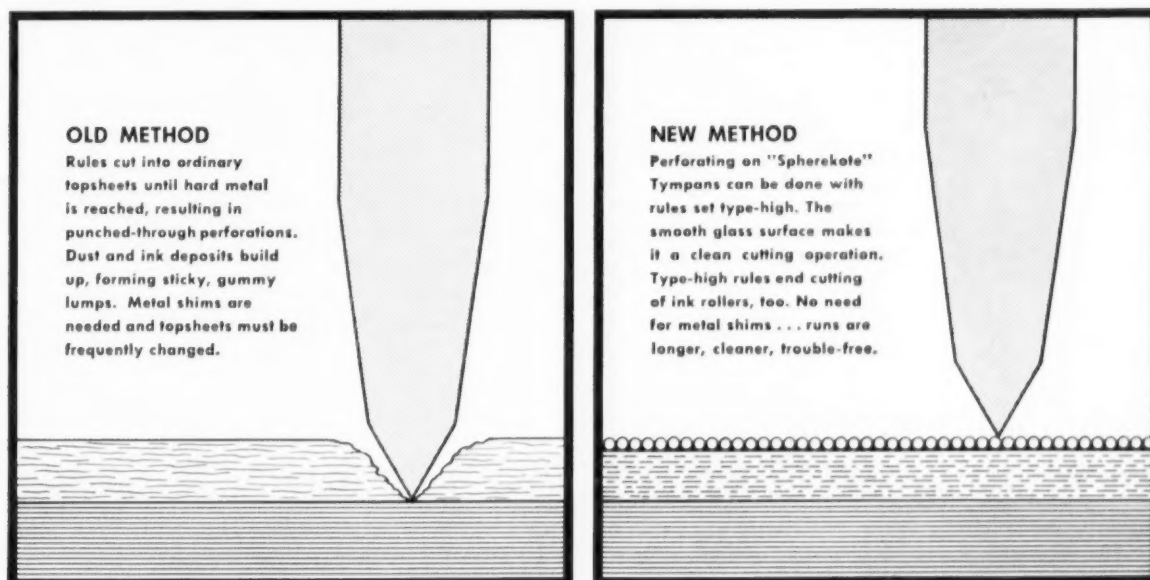 OLD METHOD
Rules cut into ordinary
topsheets until hard metal
is reached, resulting in
punched-through perforations.
Dust and ink deposits build
up, forming sticky, gummy
lumps. Metal shims are
needed and topsheets must be
frequently changed.
NEW METHOD
Perforating on "Spherekote"
Tympans can be done with
rules set type-high. The
smooth glass surface makes
it a clean cutting operation.
Type-high rules end cutting
of ink rollers, too. No need
for metal shims . . . runs are
longer, cleaner, trouble-free.